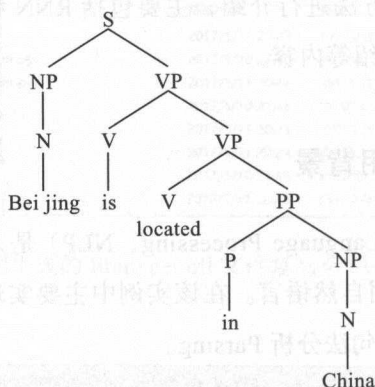 S
NP VP
N V VP
Bei jing is V PP
located
P NP
in N
China